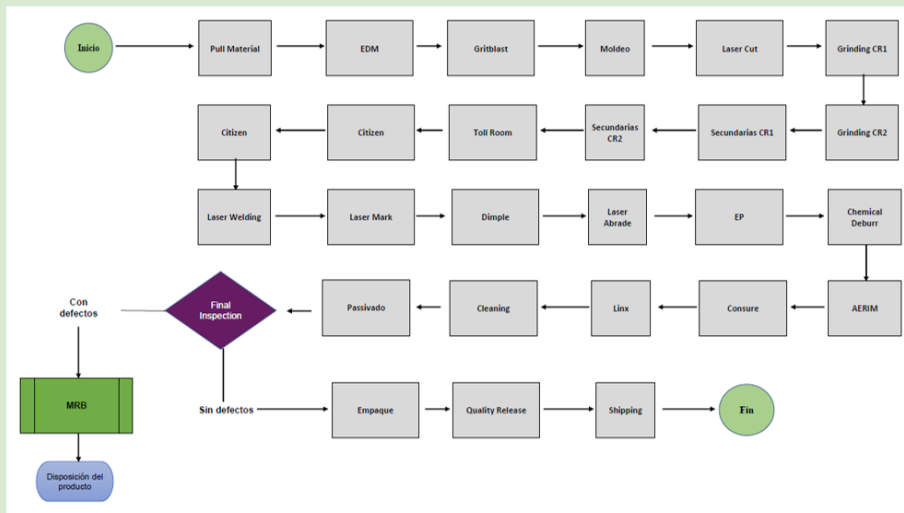 Inicio
Pull Material
EDM
Gritblast
Moldeo
Laser Cut
Grinding CR1
Citizen
Citizen
Toll Room
Secundarias
CR2
Secundarias CR1
Grinding CR2
Laser Welding
Laser Mark
Dimple
Laser
Abrade
EP
Chemical
Deburr
Con
defectos
Final
Inspection
Passivado
Cleaning
Linx
Consure
AERIM
MRB
Sin defectos
Empaque
Quality Release
Shipping
Fin
Disposición del
producto